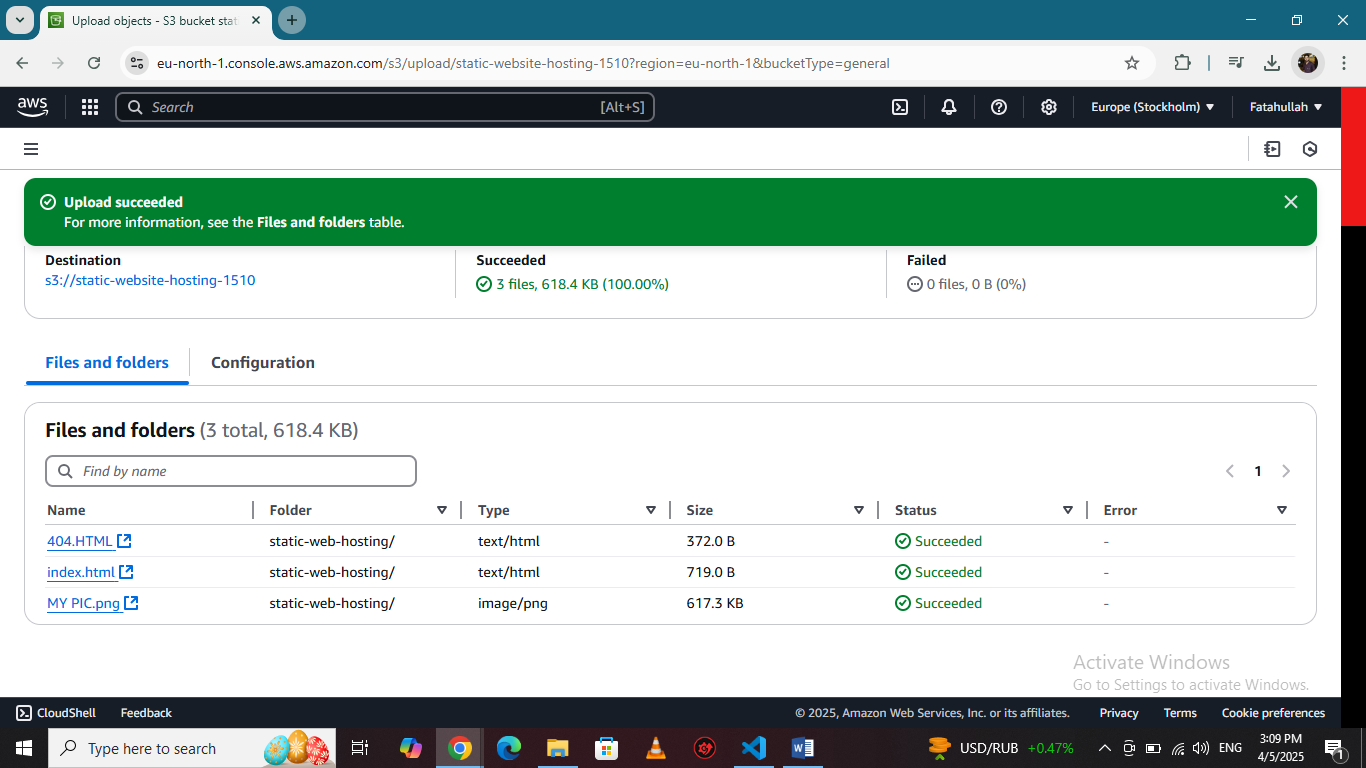 Upload objects - S3 bucket stat
eu-north-1.console.aws.amazon.com/s3/upload/static-website-hosting-1510?region=eu-north-1&bucketType=general
aws
Search [Alt+S]
Europe (Stockholm)
Fatahullah
Upload succeeded
For more information, see the Files and folders table.
Destination
s3://static-website-hosting-1510
Succeeded
3 files, 618.4 KB (100.00%)
Failed
0 files, 0 B (0%)
Files and folders
Configuration
Files and folders (3 total, 618.4 KB)
Find by name
1
Name Folder Type Size Status Error
404.HTML static-web-hosting/ text/html 372.0 B Succeeded -
index.html static-web-hosting/ text/html 719.0 B Succeeded -
MY PIC.png static-web-hosting/ image/png 617.3 KB Succeeded -
Activate Windows
Go to Settings to activate Windows.
CloudShell Feedback © 2025, Amazon Web Services, Inc. or its affiliates. Privacy Terms Cookie preferences
Type here to search
USD/RUB +0.47%
ENG
3:09 PM
4/5/2025
1